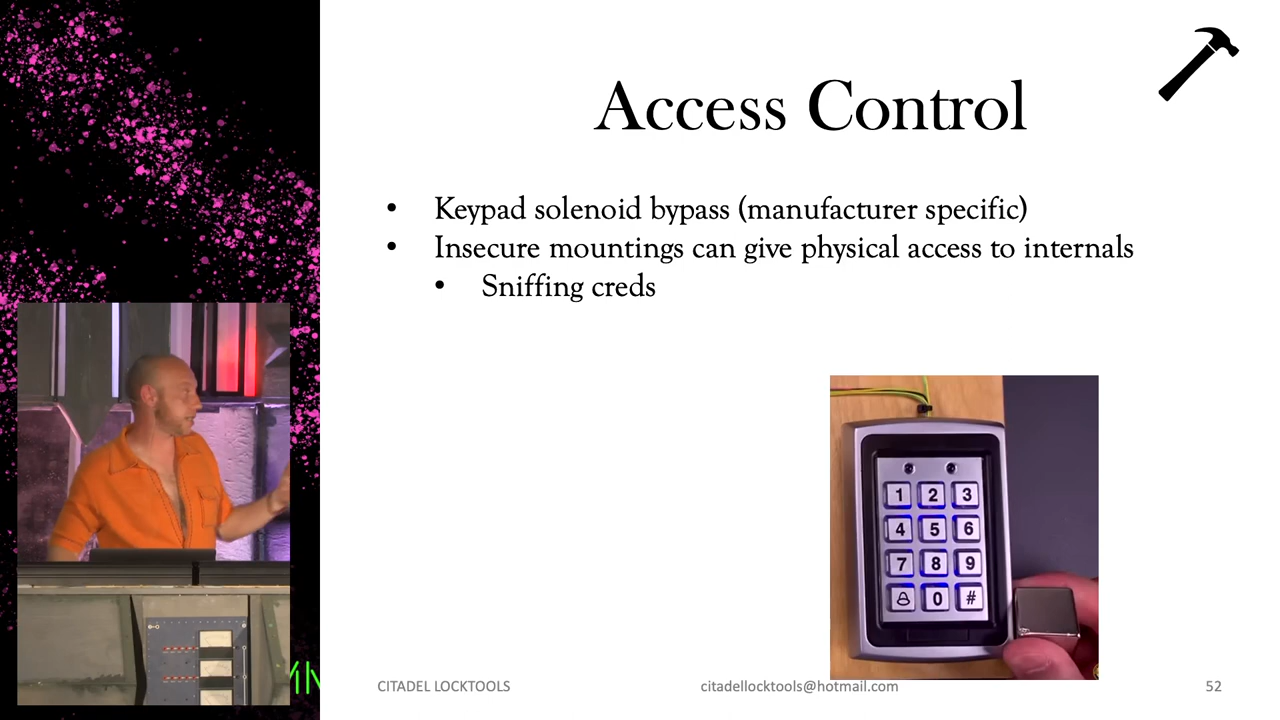 Access Control
• Keypad solenoid bypass (manufacturer specific)
• Insecure mountings can give physical access to internals
• Sniffing creds
1 2 3
4 5 6
7 8 9
0 #
CITADEL LOCKTOOLS
citadellocktools@hotmail.com
52